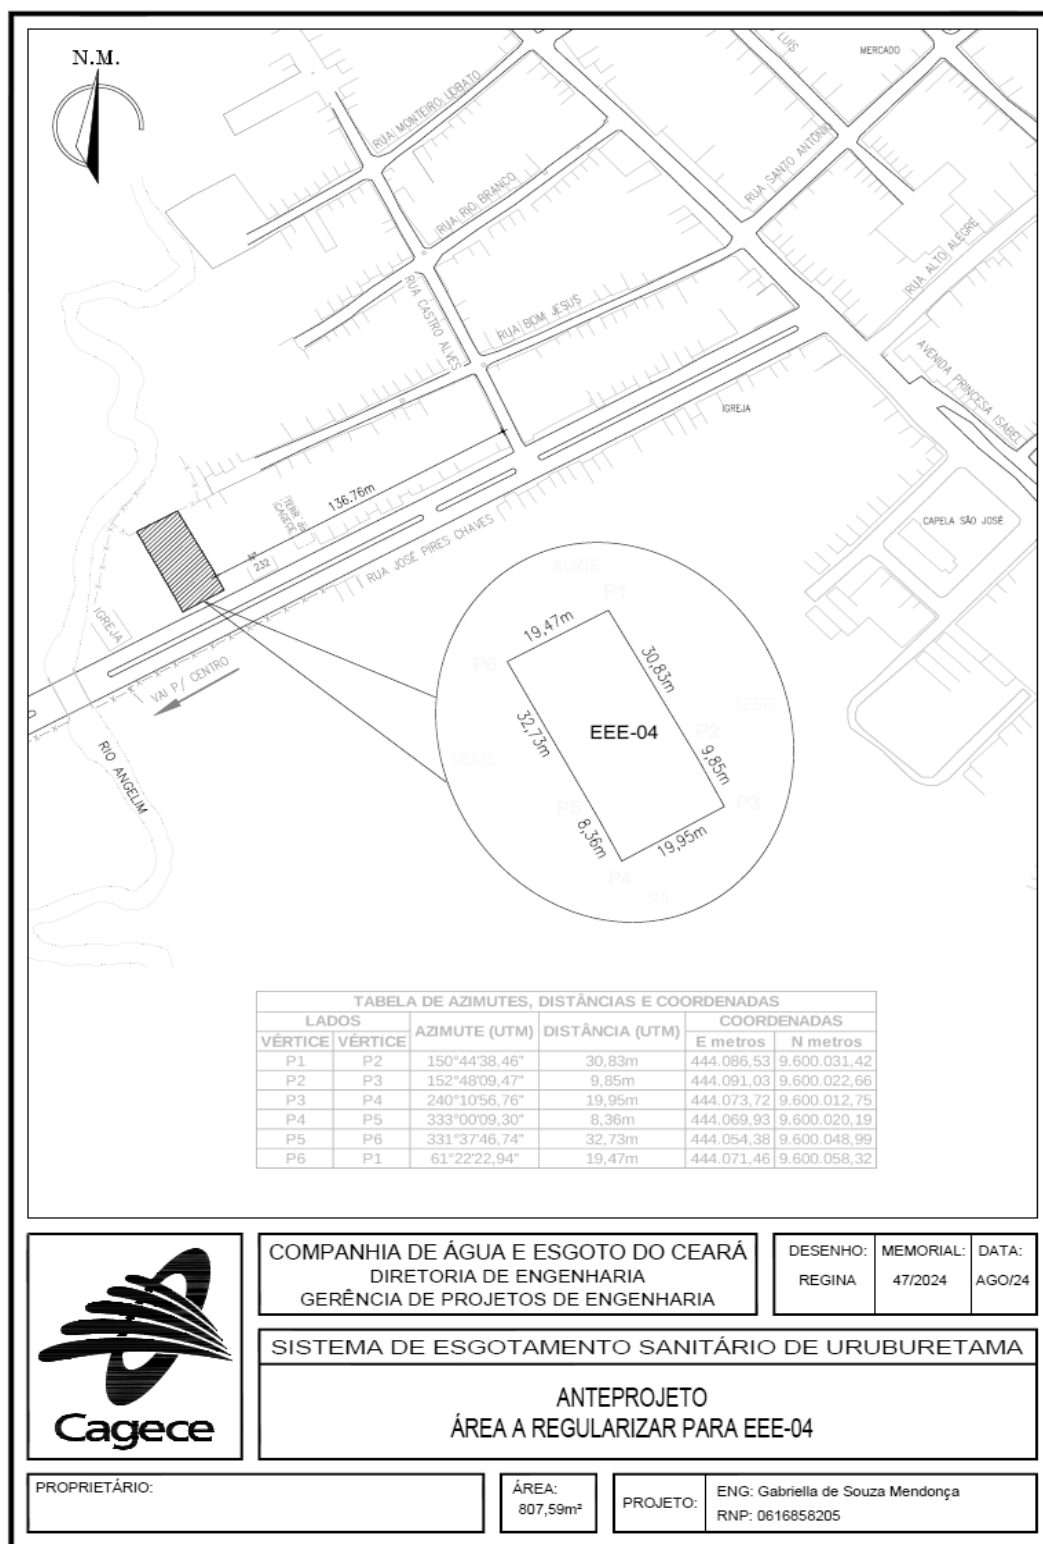 N.M.
RUA MONTEIRO LOBATO
RUA RIO BRANCO
RUA CASTRO ALVES
RUA BOM JESUS
LUÍS
MERCADO
RUA SANTO ANTÔNIO
RUA ALTO ALEGRE
AVENIDA PRINCESA ISABEL
IGREJA
CAPELA SÃO JOSÉ
136.76m
TERR. da
CAGECE
Nº
232
RUA JOSÉ PIRES CHAVES
IGREJA
VAI P/ CENTRO
RIO ANGELIM
NORTE
P1
19,47m
P6
30,83m
LESTE
32,73m
EEE-04
P2
OESTE
9,85m
P5
P3
8,36m
19,95m
P4
SUL
TABELA DE AZIMUTES, DISTÂNCIAS E COORDENADAS
LADOS AZIMUTE (UTM) DISTÂNCIA (UTM) COORDENADAS
VÉRTICE VÉRTICE E metros N metros
P1 P2 150°44'38,46" 30,83m 444.086,53 9.600.031,42
P2 P3 152°48'09,47" 9,85m 444.091,03 9.600.022,66
P3 P4 240°10'56,76" 19,95m 444.073,72 9.600.012,75
P4 P5 333°00'09,30" 8,36m 444.069,93 9.600.020,19
P5 P6 331°37'46,74" 32,73m 444.054,38 9.600.048,99
P6 P1 61°22'22,94" 19,47m 444.071,46 9.600.058,32
Cagece
COMPANHIA DE ÁGUA E ESGOTO DO CEARÁ
DIRETORIA DE ENGENHARIA
GERÊNCIA DE PROJETOS DE ENGENHARIA
DESENHO: MEMORIAL: DATA:
REGINA 47/2024 AGO/24
SISTEMA DE ESGOTAMENTO SANITÁRIO DE URUBURETAMA
ANTEPROJETO
ÁREA A REGULARIZAR PARA EEE-04
PROPRIETÁRIO:
ÁREA:
807,59m²
PROJETO:
ENG: Gabriella de Souza Mendonça
RNP: 0616858205